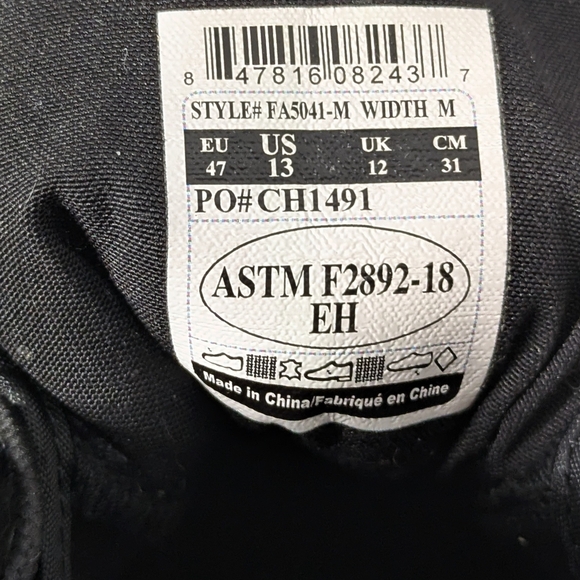 8 47816 08243 7
STYLE# FA5041-M WIDTH M
EU US UK CM
47 13 12 31
PO# CH1491
ASTM F2892-18
EH
Made in China/Fabriqué en Chine